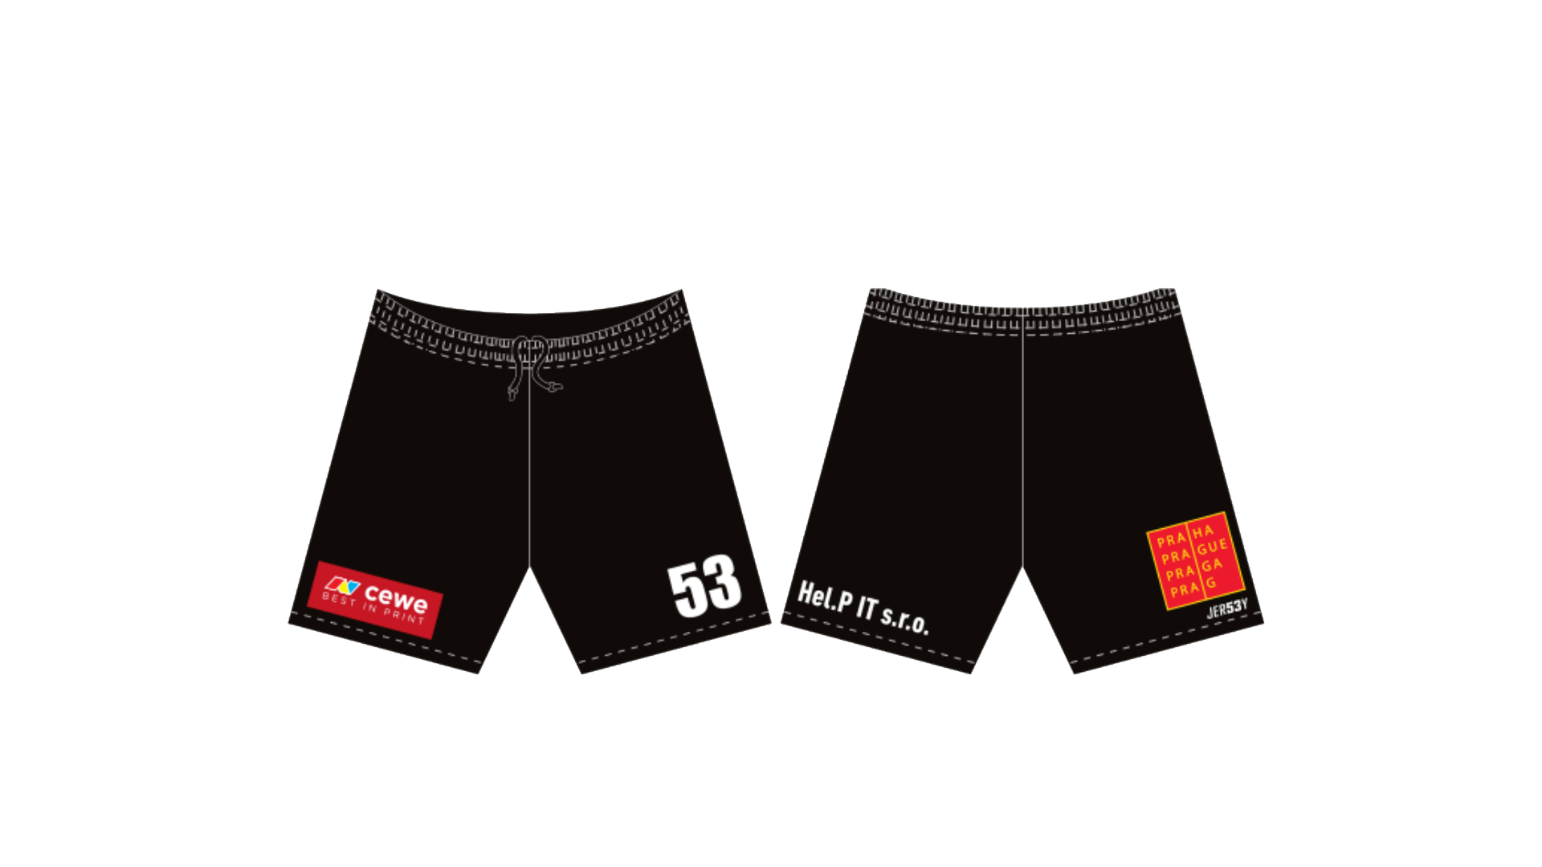 cewe
BEST IN PRINT
53
Hel.P IT s.r.o.
PRA HA
PRA GUE
PRA GA
PRA G
JER53Y